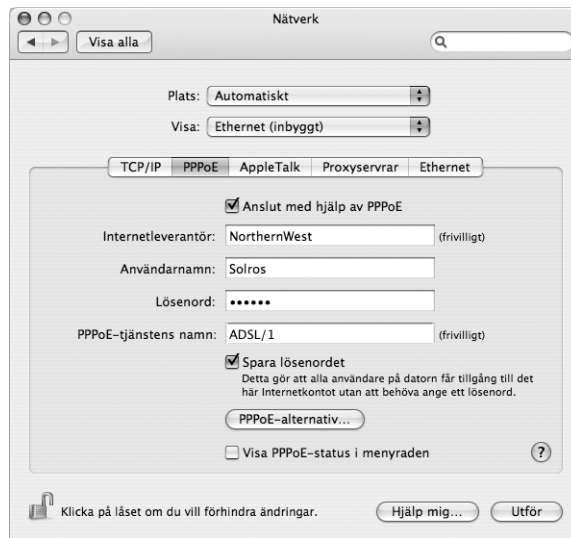 Nätverk
Visa alla
Plats: Automatiskt
Visa: Ethernet (inbyggt)
TCP/IP PPPoE AppleTalk Proxyservrar Ethernet
Anslut med hjälp av PPPoE
Internetleverantör: NorthernWest (frivilligt)
Användarnamn: Solros
Lösenord: ••••••
PPPoE-tjänstens namn: ADSL/1 (frivilligt)
Spara lösenordet
Detta gör att alla användare på datorn får tillgång till det
här Internetkontot utan att behöva ange ett lösenord.
PPPoE-alternativ...
Visa PPPoE-status i menyraden ?
Klicka på låset om du vill förhindra ändringar. Hjälp mig... Utför